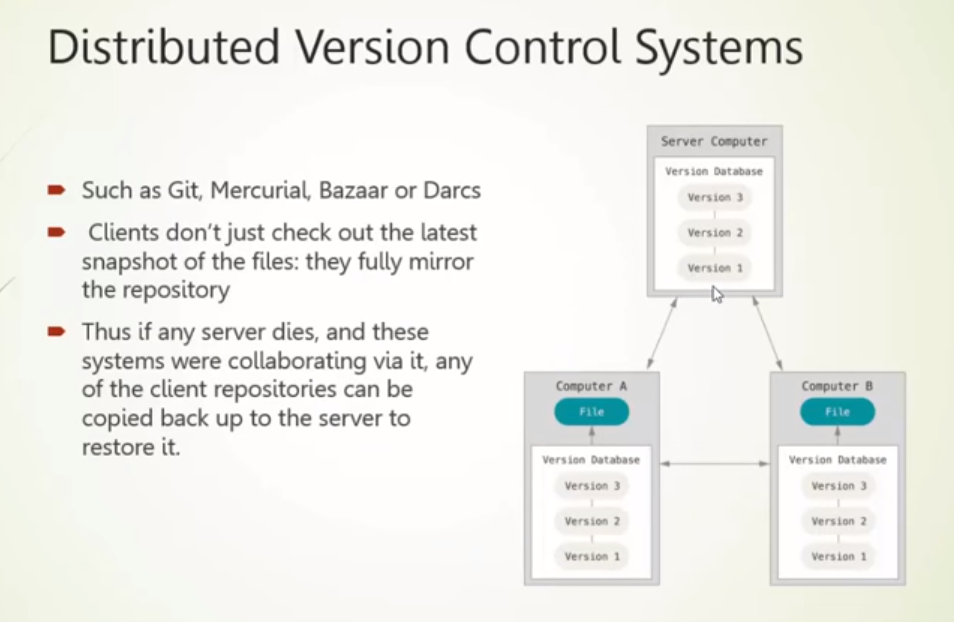 Distributed Version Control Systems
Such as Git, Mercurial, Bazaar or Darcs
Clients don't just check out the latest
snapshot of the files: they fully mirror
the repository
Thus if any server dies, and these
systems were collaborating via it, any
of the client repositories can be
copied back up to the server to
restore it.
Server Computer
Version Database
Version 3
Version 2
Version 1
Computer A
File
Version Database
Version 3
Version 2
Version 1
Computer B
File
Version Database
Version 3
Version 2
Version 1